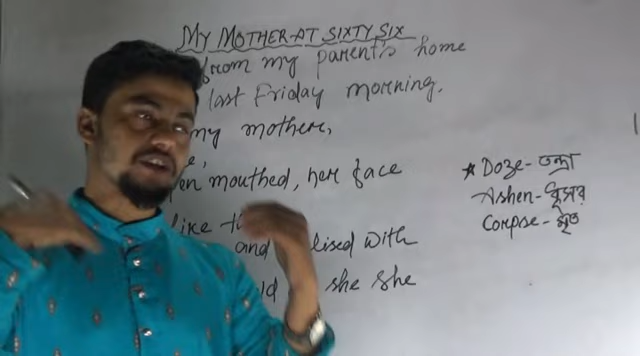 MY MOTHER AT SIXTY SIX
from my parent's home
last Friday morning.
my mother,
en mouthed, her face
like
and lised with
she she
* Doze - তন্দ্রা
Ashen - ধূসর
Corpse - মৃত